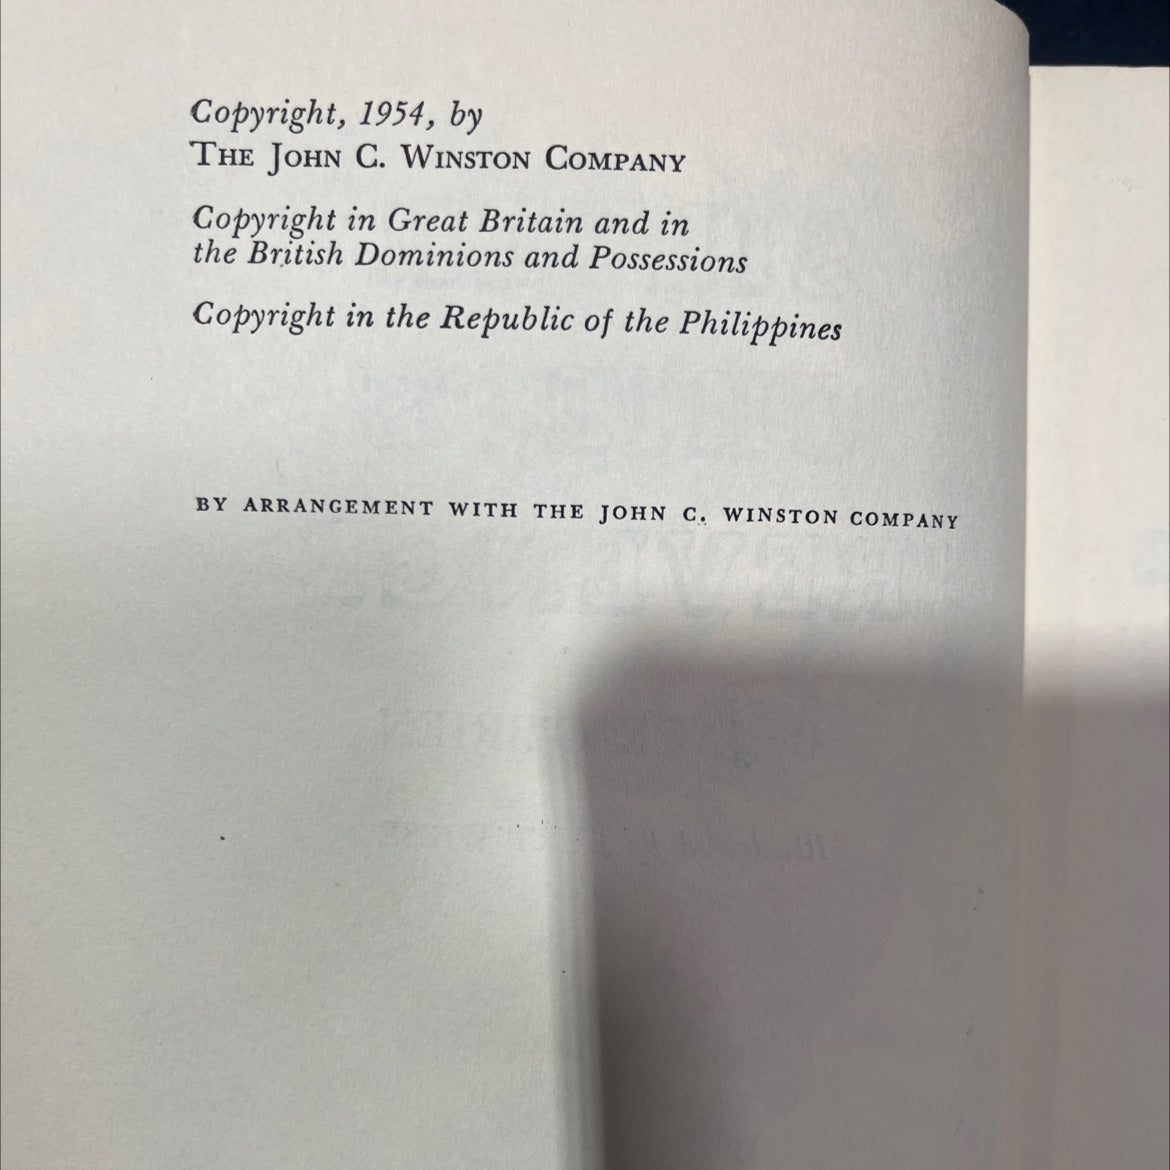 Copyright, 1954, by
THE JOHN C. WINSTON COMPANY
Copyright in Great Britain and in
the British Dominions and Possessions
Copyright in the Republic of the Philippines
BY ARRANGEMENT WITH THE JOHN C. WINSTON COMPANY